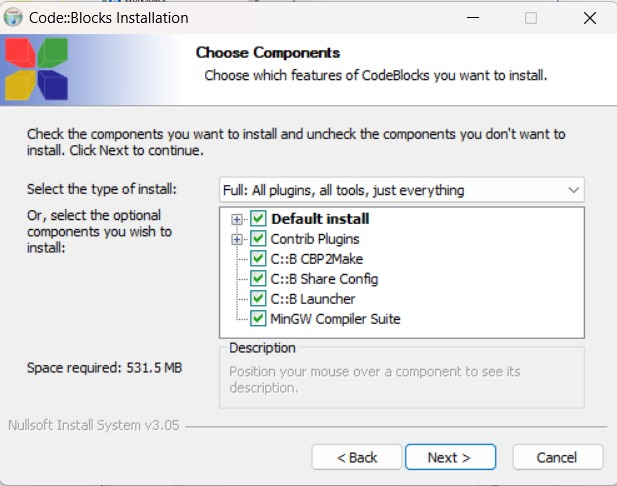 Code::Blocks Installation
Choose Components
Choose which features of CodeBlocks you want to install.
Check the components you want to install and uncheck the components you don't want to
install. Click Next to continue.
Select the type of install:
Full: All plugins, all tools, just everything
Or, select the optional
components you wish to
install:
Default install
Contrib Plugins
C::B CBP2Make
C::B Share Config
C::B Launcher
MinGW Compiler Suite
Space required: 531.5 MB
Description
Position your mouse over a component to see its
description.
Nullsoft Install System v3.05
< Back
Next >
Cancel